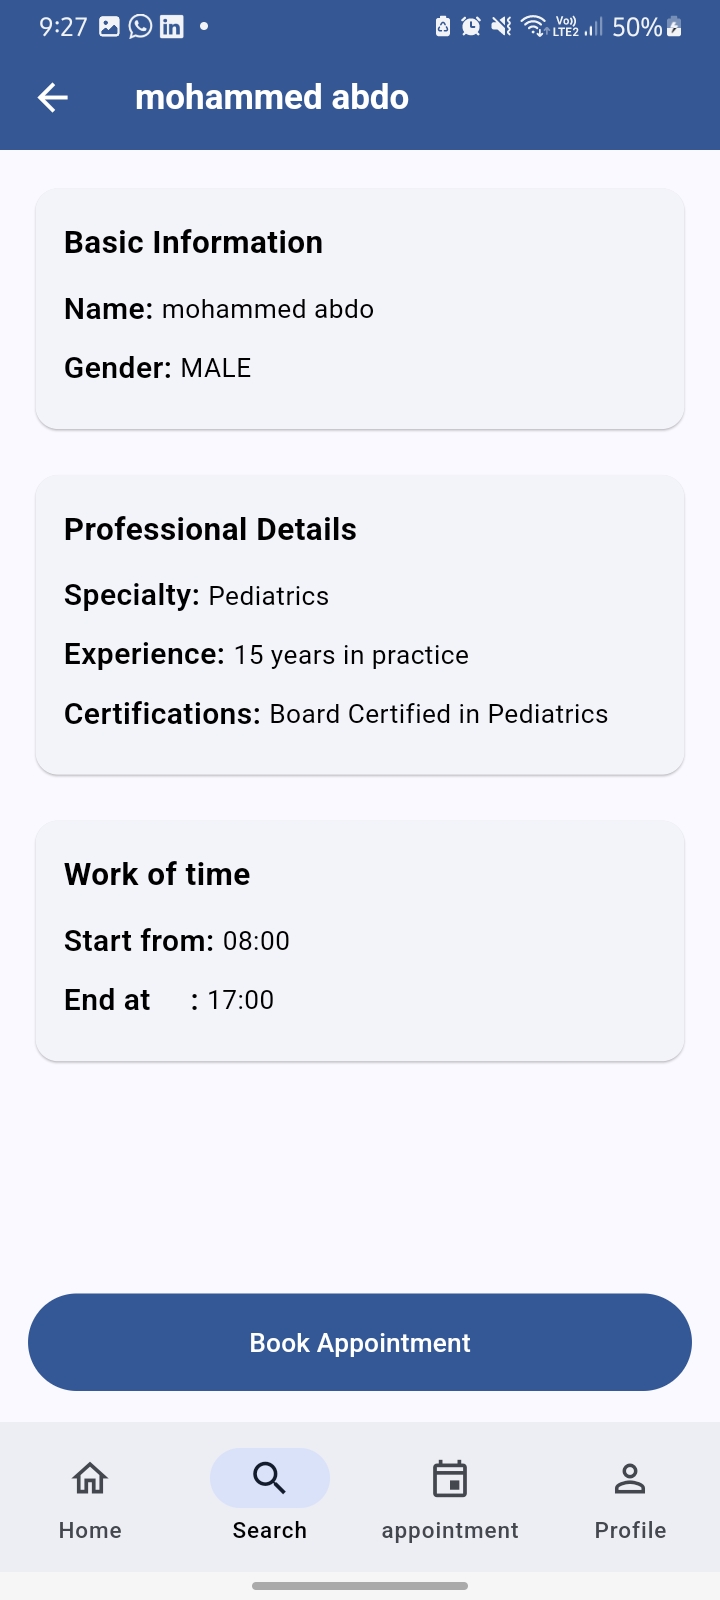 9:27 Vo)) LTE2 50%
mohammed abdo
Basic Information
Name: mohammed abdo
Gender: MALE
Professional Details
Specialty: Pediatrics
Experience: 15 years in practice
Certifications: Board Certified in Pediatrics
Work of time
Start from: 08:00
End at : 17:00
Book Appointment
Home Search appointment Profile